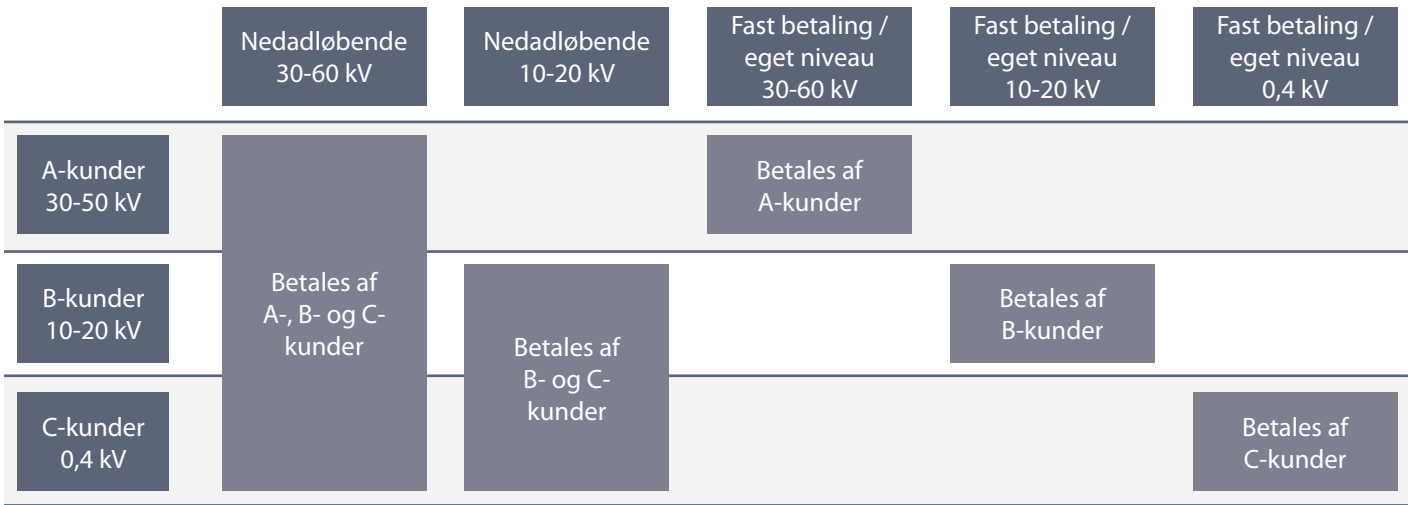 Nedadløbende
30-60 kV
Nedadløbende
10-20 kV
Fast betaling /
eget niveau
30-60 kV
Fast betaling /
eget niveau
10-20 kV
Fast betaling /
eget niveau
0,4 kV
A-kunder
30-50 kV
Betales af
A-, B- og C-
kunder
Betales af
A-kunder
B-kunder
10-20 kV
Betales af
B- og C-
kunder
Betales af
B-kunder
C-kunder
0,4 kV
Betales af
C-kunder